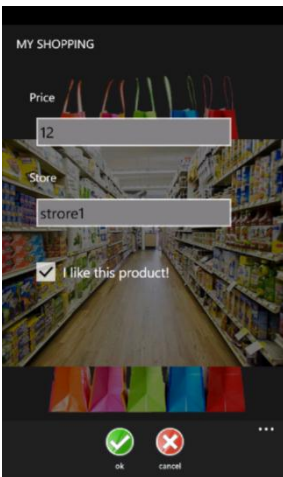 MY SHOPPING
Price
12
Store
strore1
I like this product!
ok
cancel